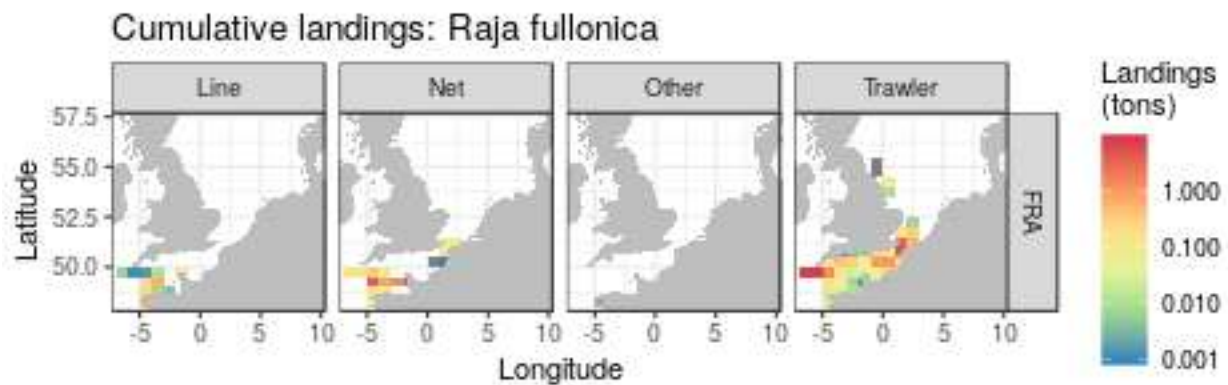 Cumulative landings: Raja fullonica
Line
Net
Other
Trawler
Landings
(tons)
57.5
55.0
52.5
50.0
Latitude
FRA
1.000
0.100
0.010
0.001
-5 0 5 10
-5 0 5 10
-5 0 5 10
-5 0 5 10
Longitude